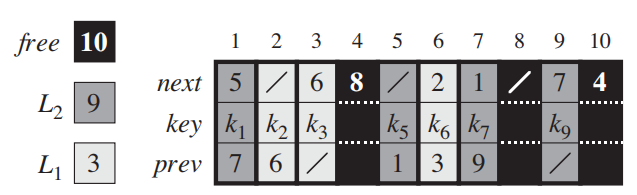 free 10
L₂ 9
L₁ 3
1 2 3 4 5 6 7 8 9 10
next 5 / 6 8 / 2 1 / 7 4
key k₁ k₂ k₃ k₅ k₆ k₇ k₉
prev 7 6 / 1 3 9 /